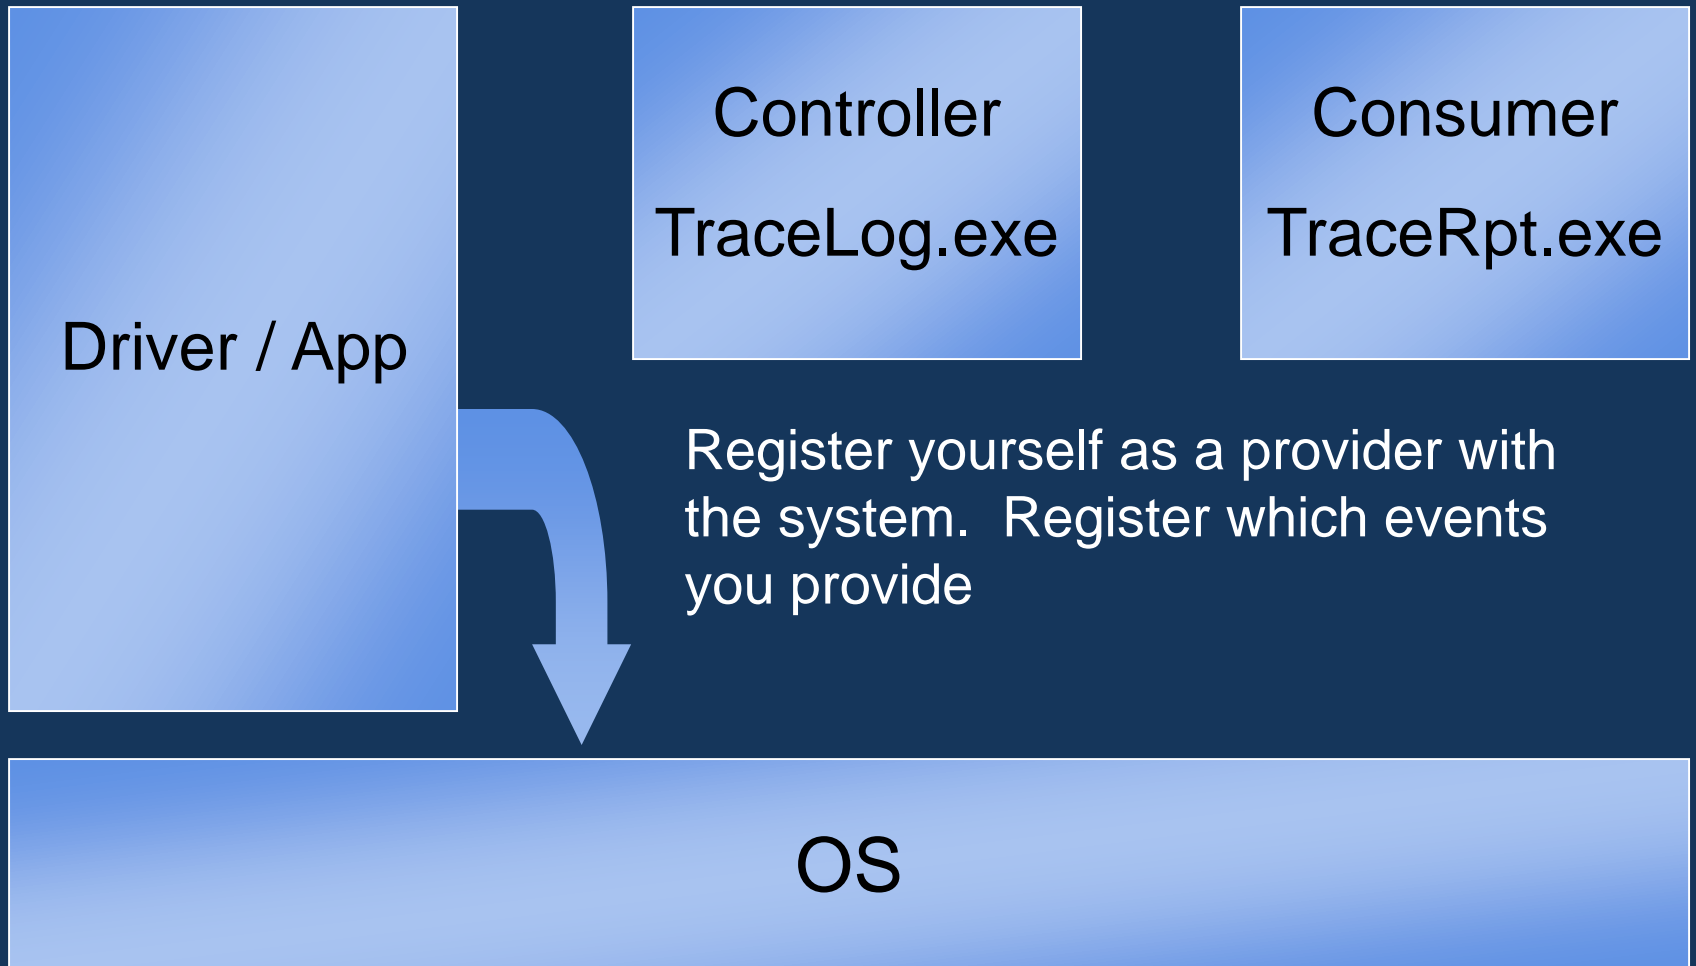 Driver / App
Controller
TraceLog.exe
Consumer
TraceRpt.exe
Register yourself as a provider with
the system.  Register which events
you provide
OS